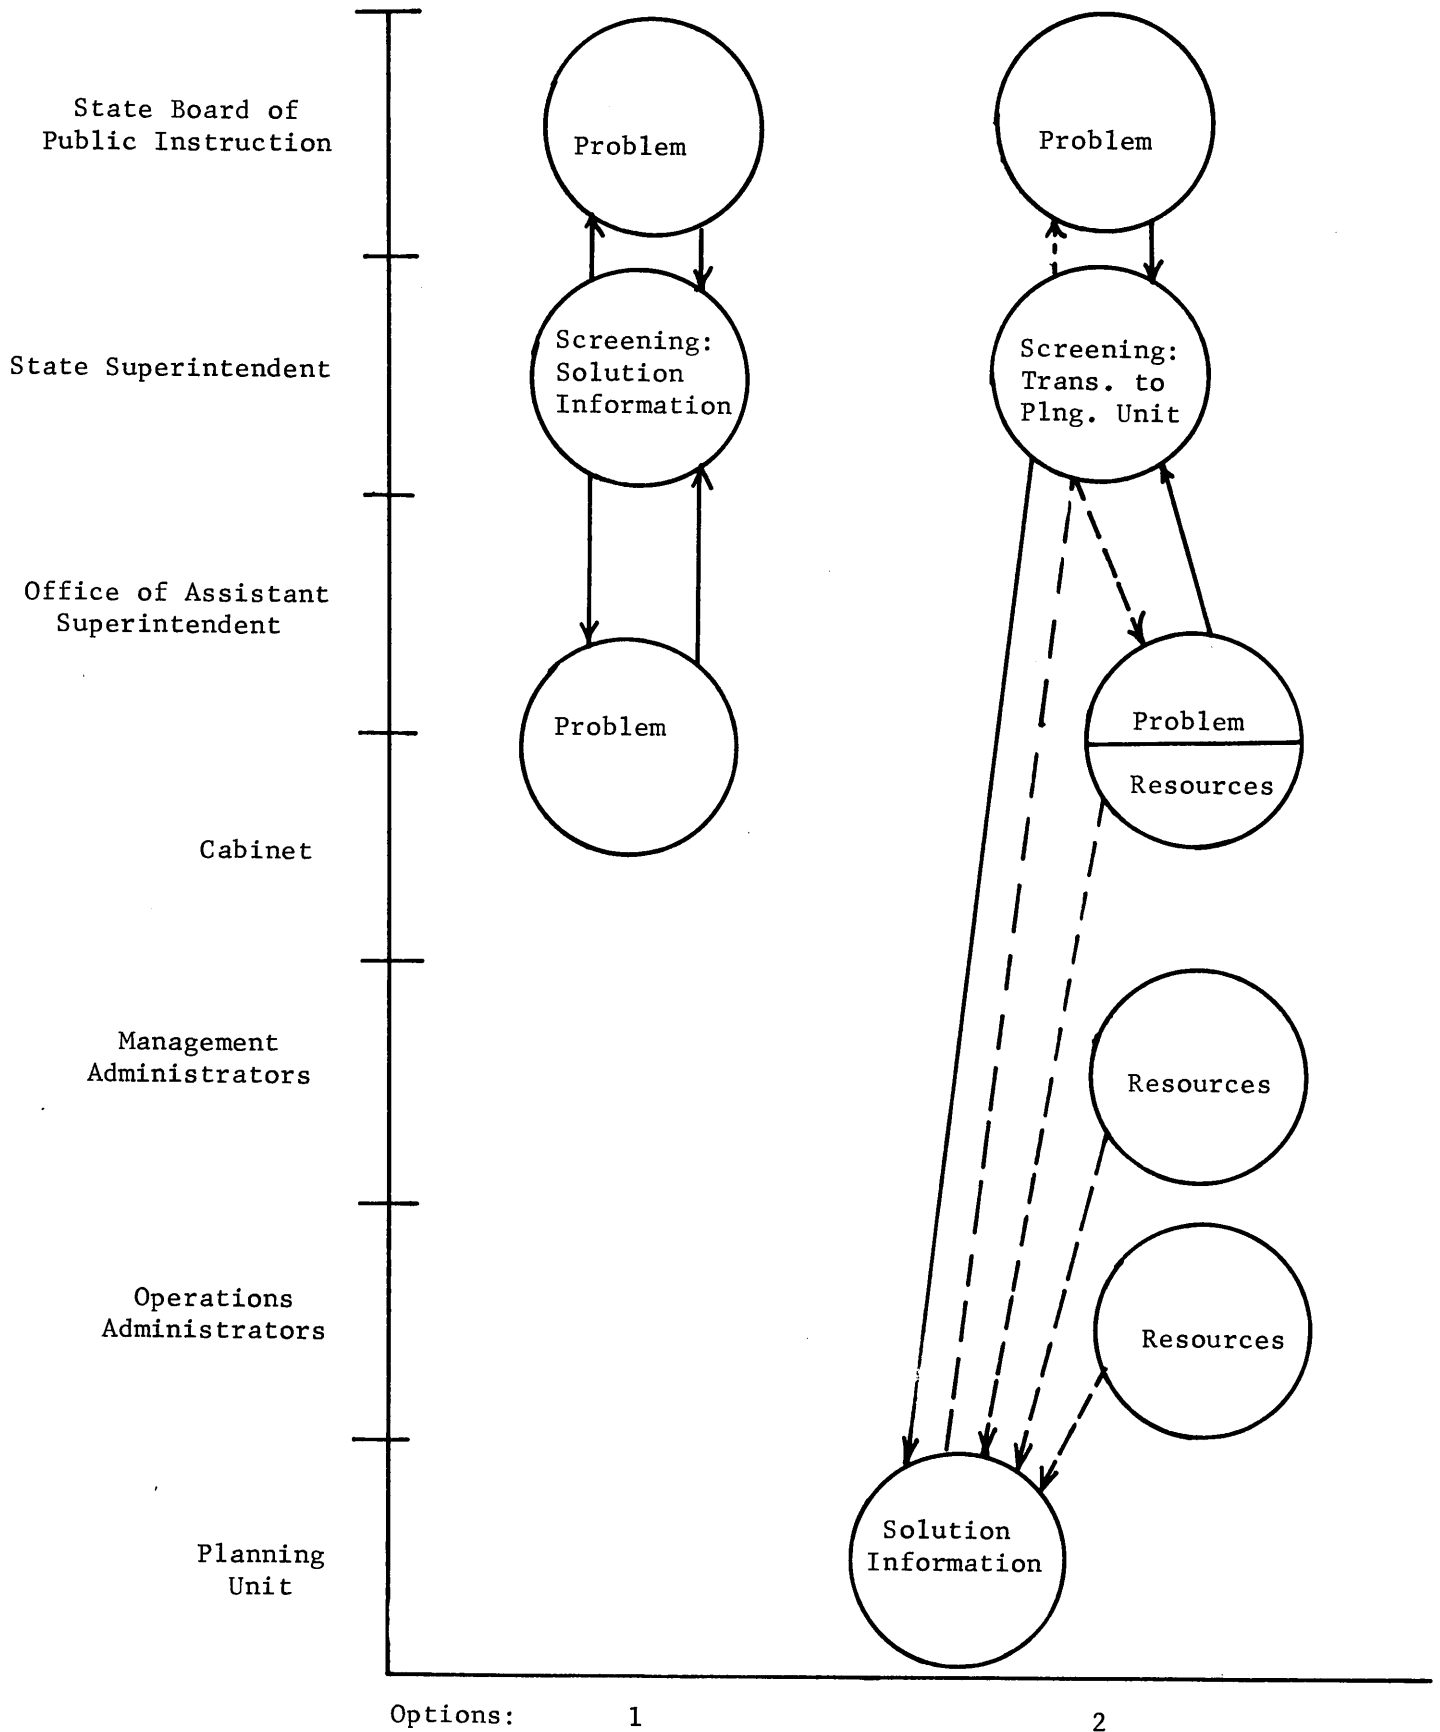 State Board of
Public Instruction
Problem
Problem
State Superintendent
Screening:
Solution
Information
Screening:
Trans. to
Plng. Unit
Office of Assistant
Superintendent
Problem
Problem
Resources
Cabinet
Management
Administrators
Resources
Operations
Administrators
Resources
Planning
Unit
Solution
Information
Options: 1 2